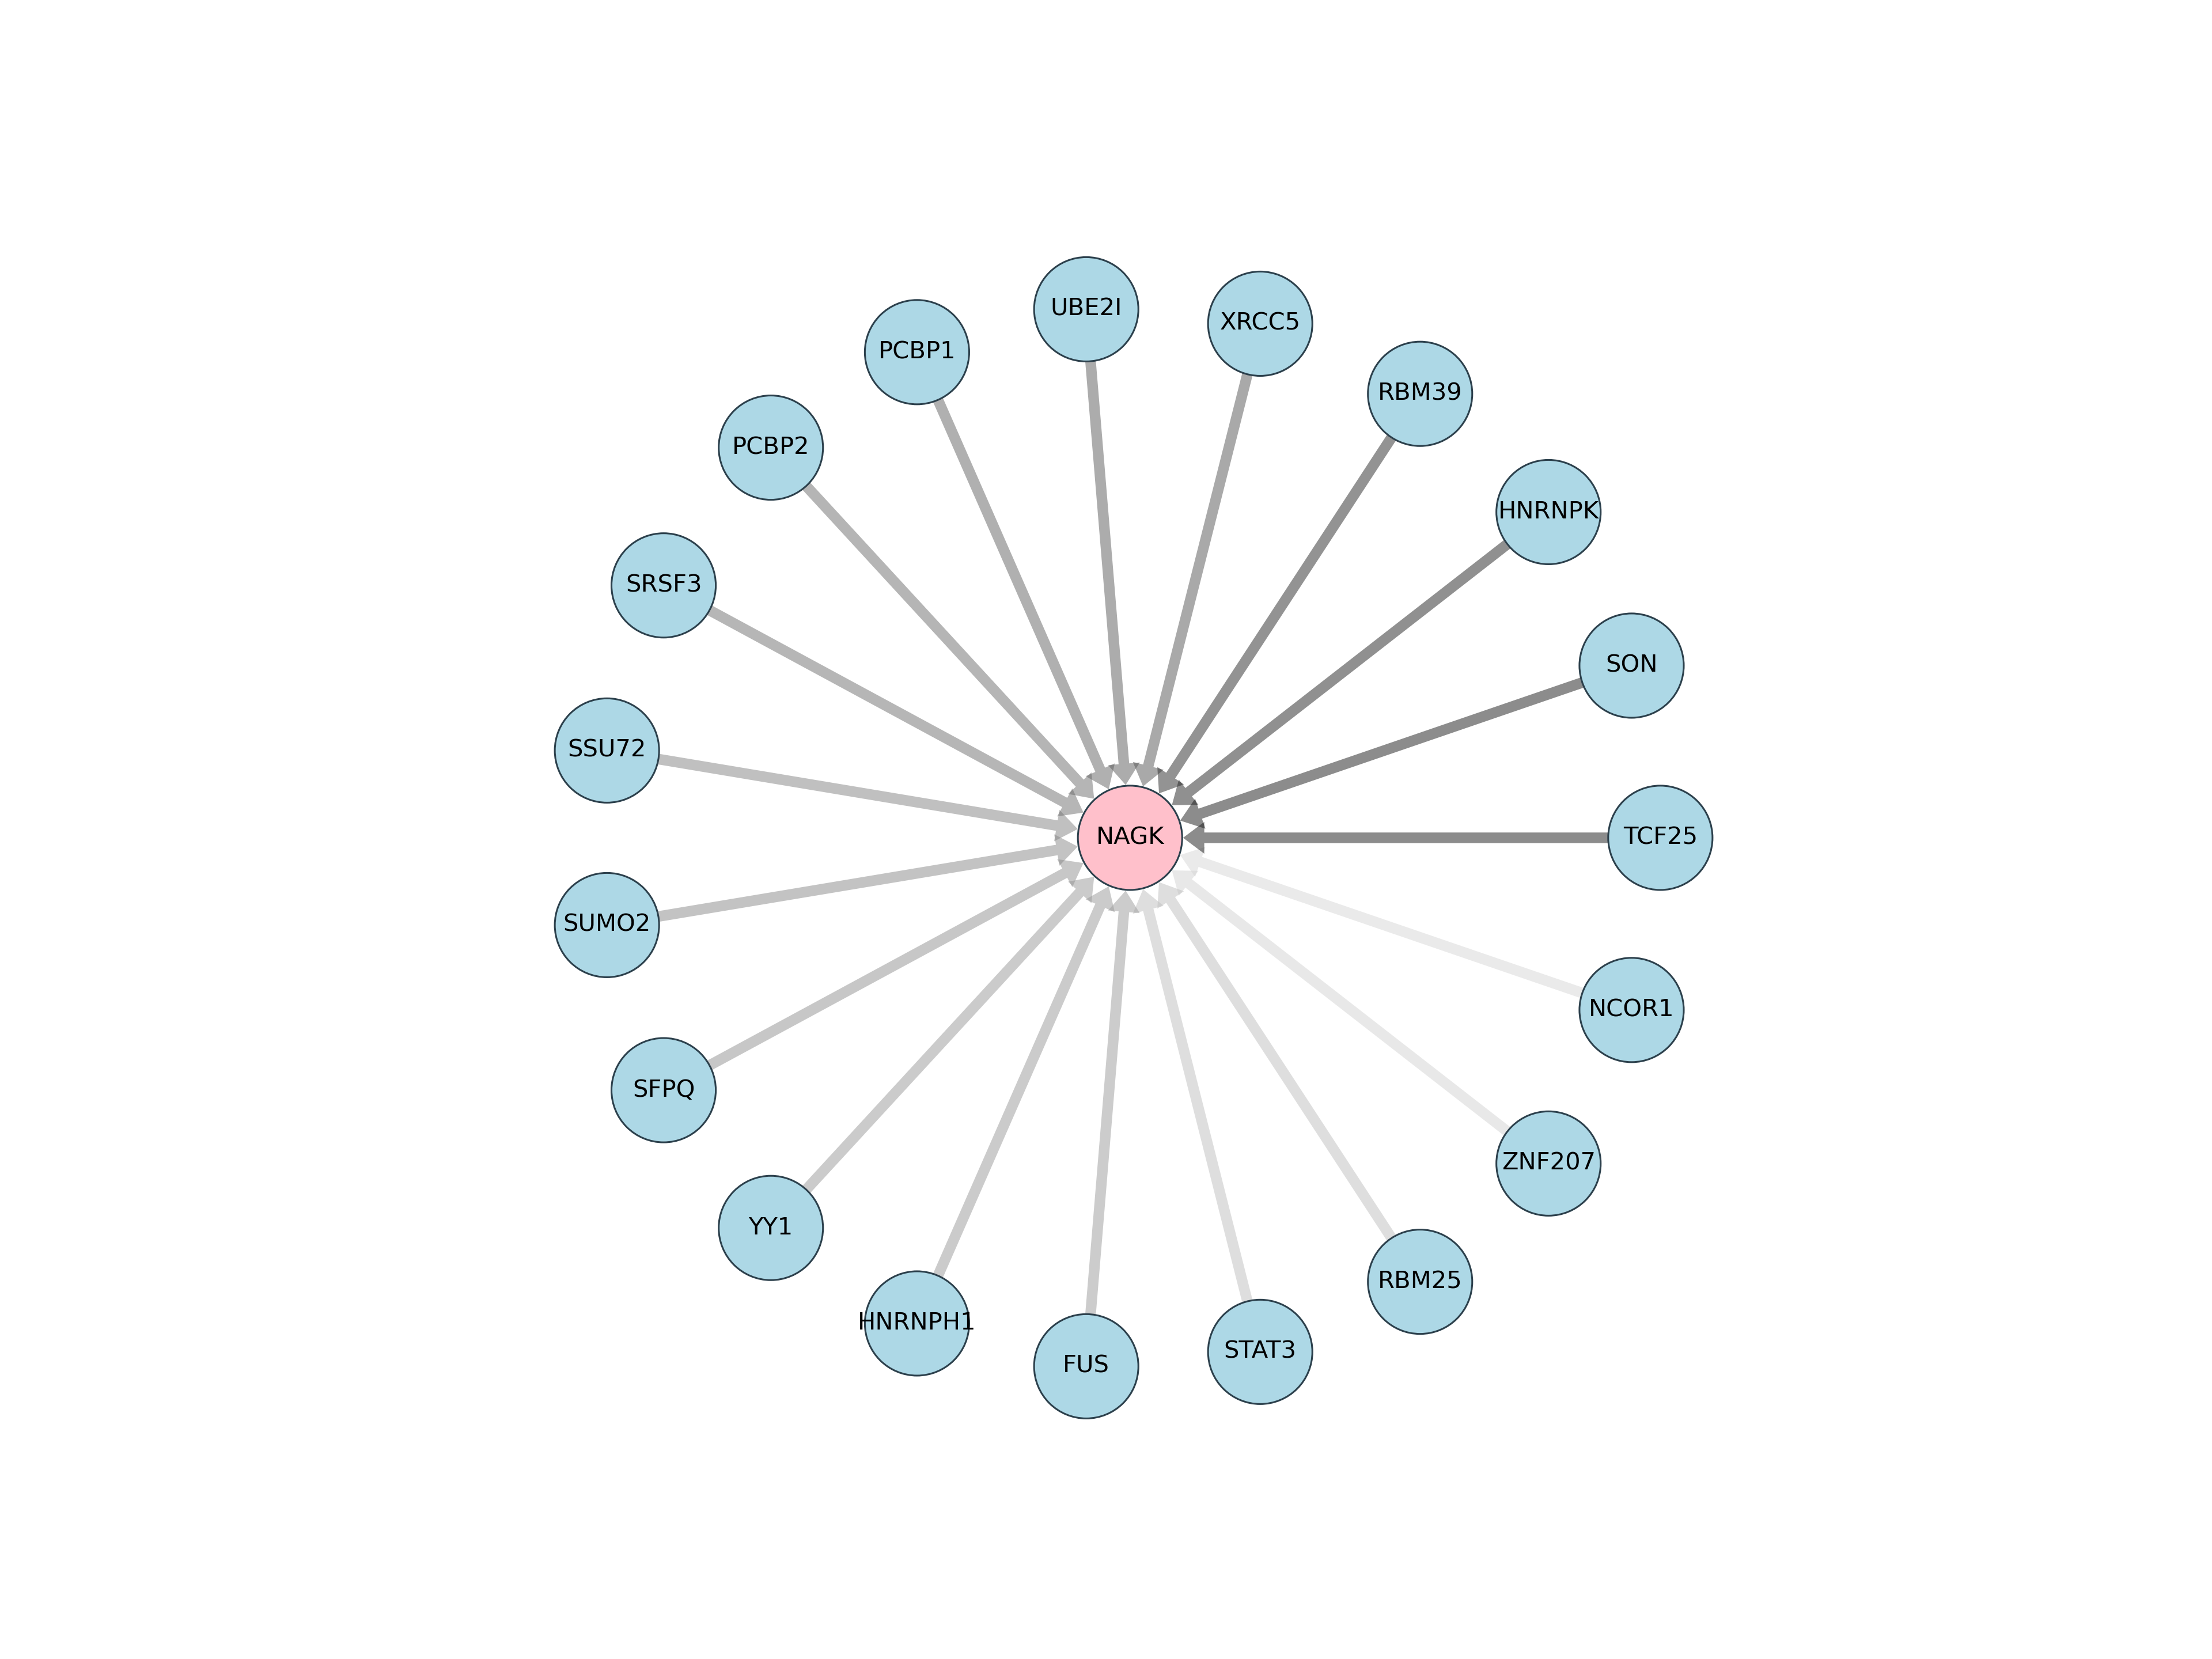 UBE2I
XRCC5
PCBP1
RBM39
PCBP2
HNRNPK
SRSF3
SON
SSU72
NAGK
TCF25
SUMO2
NCOR1
SFPQ
ZNF207
YY1
RBM25
HNRNPH1
STAT3
FUS